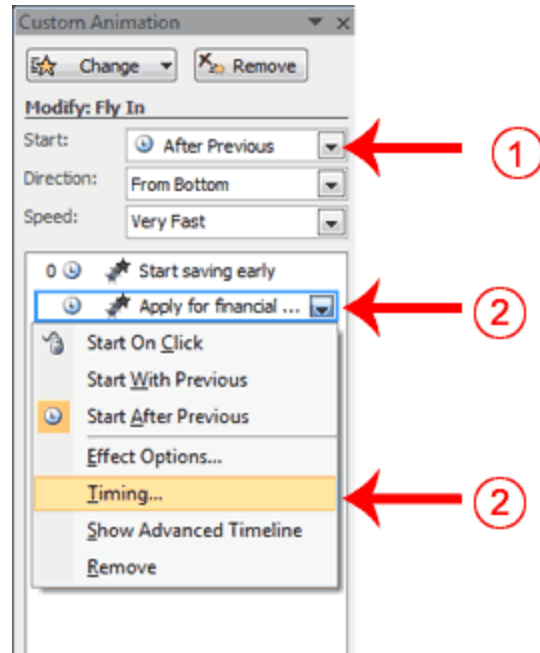 Custom Animation
Change Remove
Modify: Fly In
Start: After Previous
1
Direction: From Bottom
Speed: Very Fast
0 Start saving early
Apply for financial ...
2
Start On Click
Start With Previous
Start After Previous
Effect Options...
Timing...
2
Show Advanced Timeline
Remove